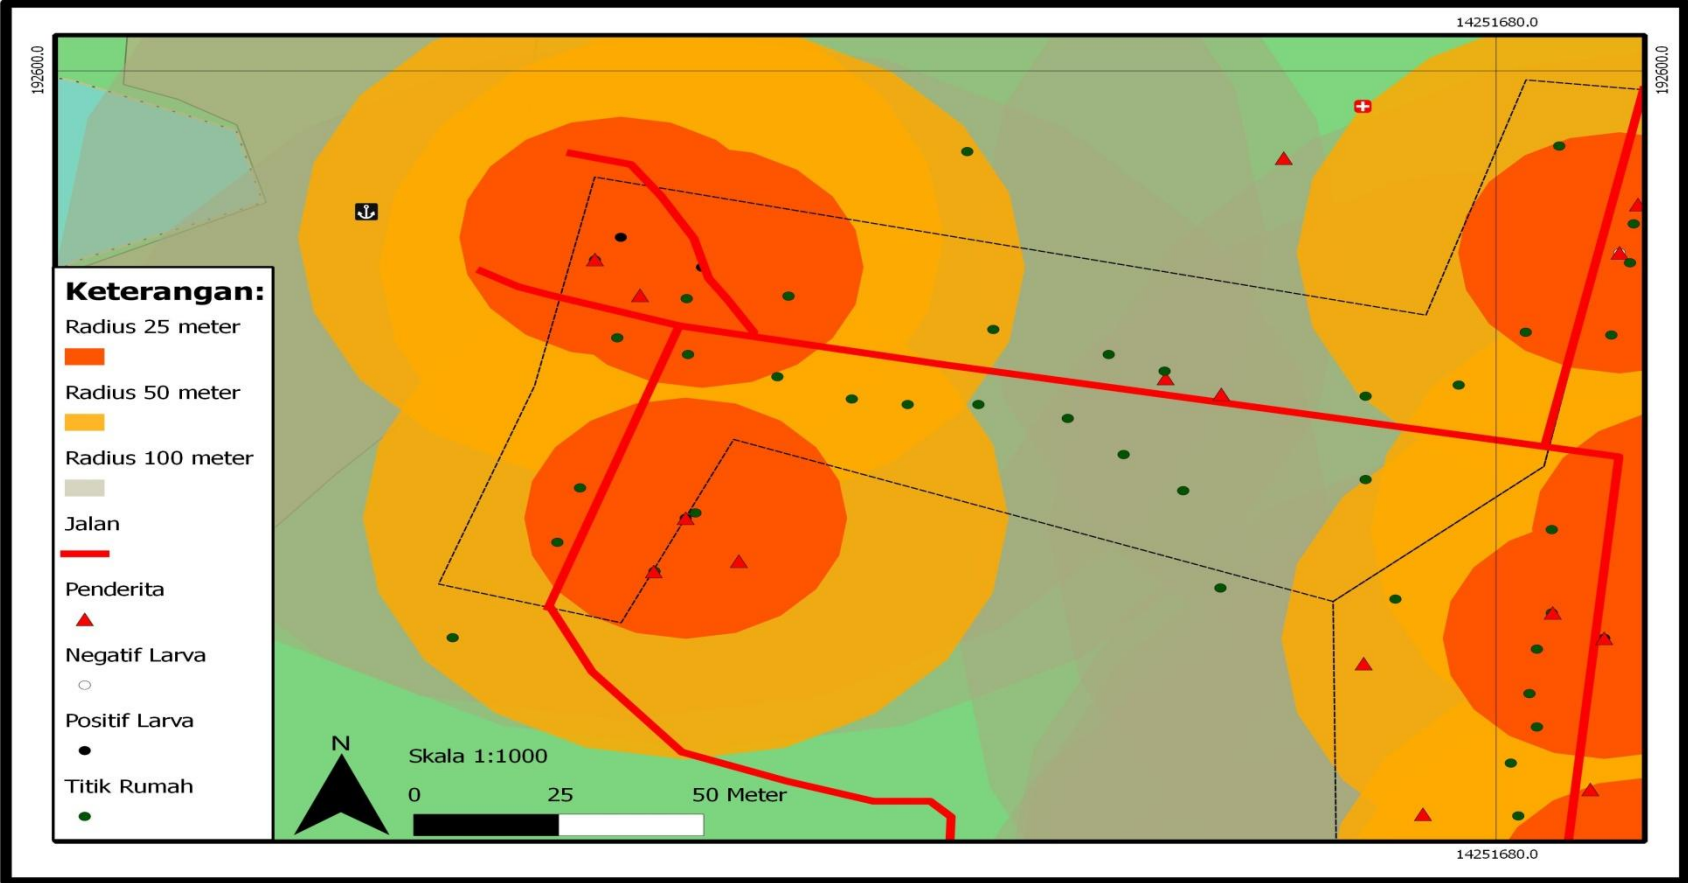 14251680.0
192600.0
192600.0
Keterangan:
Radius 25 meter
Radius 50 meter
Radius 100 meter
Jalan
Penderita
Negatif Larva
Positif Larva
Titik Rumah
N
Skala 1:1000
0 25 50 Meter
14251680.0